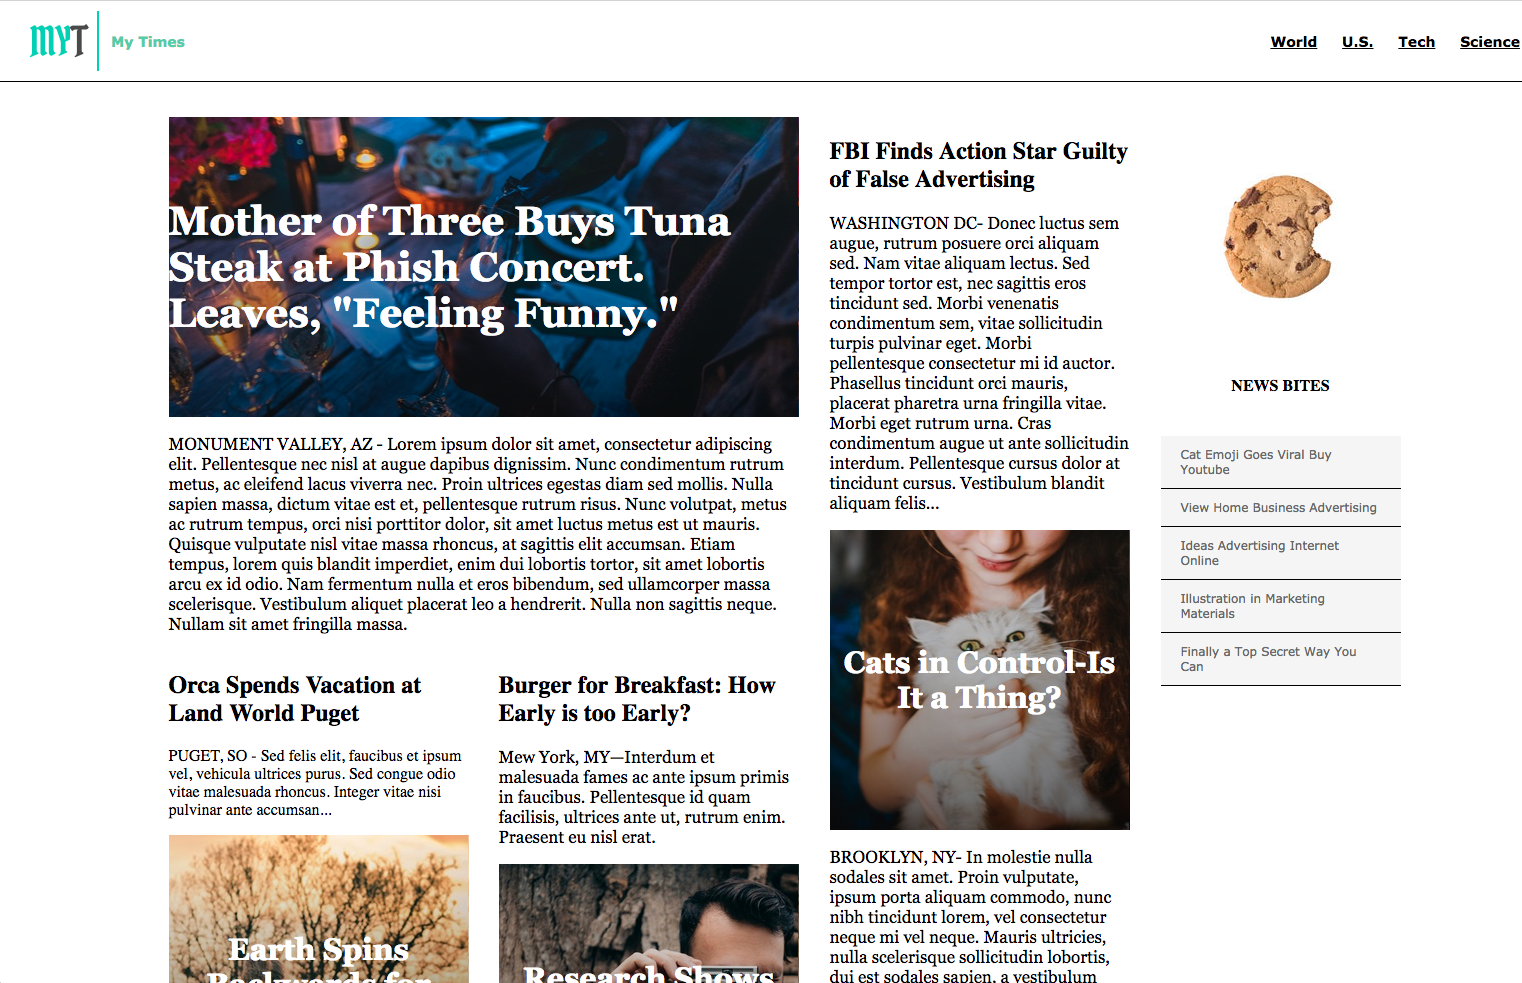 MYT
My Times
World U.S. Tech Science
Mother of Three Buys Tuna
Steak at Phish Concert.
Leaves, "Feeling Funny."
MONUMENT VALLEY, AZ - Lorem ipsum dolor sit amet, consectetur adipiscing
elit. Pellentesque nec nisl at augue dapibus dignissim. Nunc condimentum rutrum
metus, ac eleifend lacus viverra nec. Proin ultrices egestas diam sed mollis. Nulla
sapien massa, dictum vitae est et, pellentesque rutrum risus. Nunc volutpat, metus
ac rutrum tempus, orci nisi porttitor dolor, sit amet luctus metus est ut mauris.
Quisque vulputate nisl vitae massa rhoncus, at sagittis elit accumsan. Etiam
tempus, lorem quis blandit imperdiet, enim dui lobortis tortor, sit amet lobortis
arcu ex id odio. Nam fermentum nulla et eros bibendum, sed ullamcorper massa
scelerisque. Vestibulum aliquet placerat leo a hendrerit. Nulla non sagittis neque.
Nullam sit amet fringilla massa.
Orca Spends Vacation at
Land World Puget
PUGET, SO - Sed felis elit, faucibus et ipsum
vel, vehicula ultrices purus. Sed congue odio
vitae malesuada rhoncus. Integer vitae nisi
pulvinar ante accumsan...
Earth Spins
Backwards for
Burger for Breakfast: How
Early is too Early?
Mew York, MY—Interdum et
malesuada fames ac ante ipsum primis
in faucibus. Pellentesque id quam
facilisis, ultrices ante ut, rutrum enim.
Praesent eu nisl erat.
Research Shows
FBI Finds Action Star Guilty
of False Advertising
WASHINGTON DC- Donec luctus sem
augue, rutrum posuere orci aliquam
sed. Nam vitae aliquam lectus. Sed
tempor tortor est, nec sagittis eros
tincidunt sed. Morbi venenatis
condimentum sem, vitae sollicitudin
turpis pulvinar eget. Morbi
pellentesque consectetur mi id auctor.
Phasellus tincidunt orci mauris,
placerat pharetra urna fringilla vitae.
Morbi eget rutrum urna. Cras
condimentum augue ut ante sollicitudin
interdum. Pellentesque cursus dolor at
tincidunt cursus. Vestibulum blandit
aliquam felis...
Cats in Control-Is
It a Thing?
BROOKLYN, NY- In molestie nulla
sodales sit amet. Proin vulputate,
ipsum porta aliquam commodo, nunc
nibh tincidunt lorem, vel consectetur
neque mi vel neque. Mauris ultricies,
nulla scelerisque sollicitudin lobortis,
dui est sodales sapien, a vestibulum
NEWS BITES
Cat Emoji Goes Viral Buy
Youtube
View Home Business Advertising
Ideas Advertising Internet
Online
Illustration in Marketing
Materials
Finally a Top Secret Way You
Can